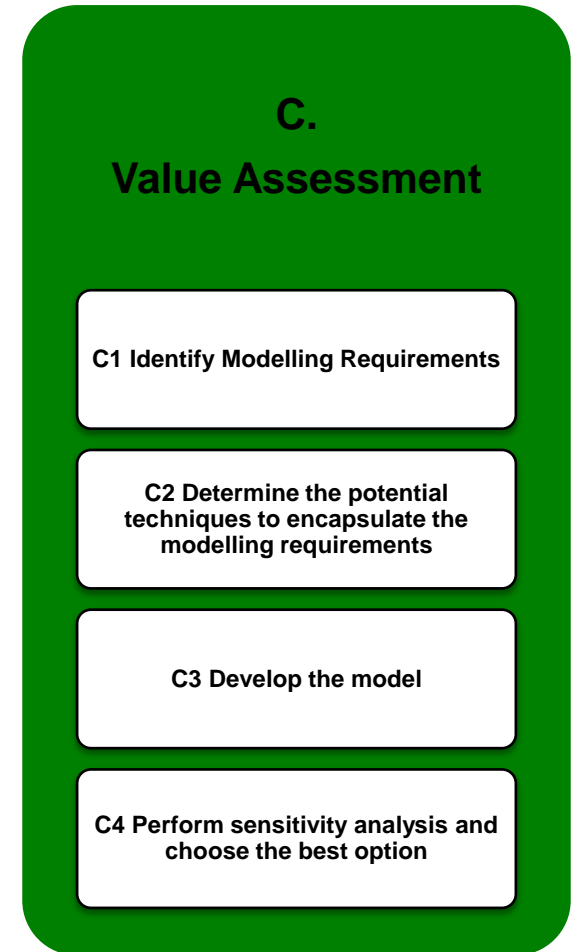 C.
Value Assessment
C1 Identify Modelling Requirements
C2 Determine the potential
techniques to encapsulate the
modelling requirements
C3 Develop the model
C4 Perform sensitivity analysis and
choose the best option